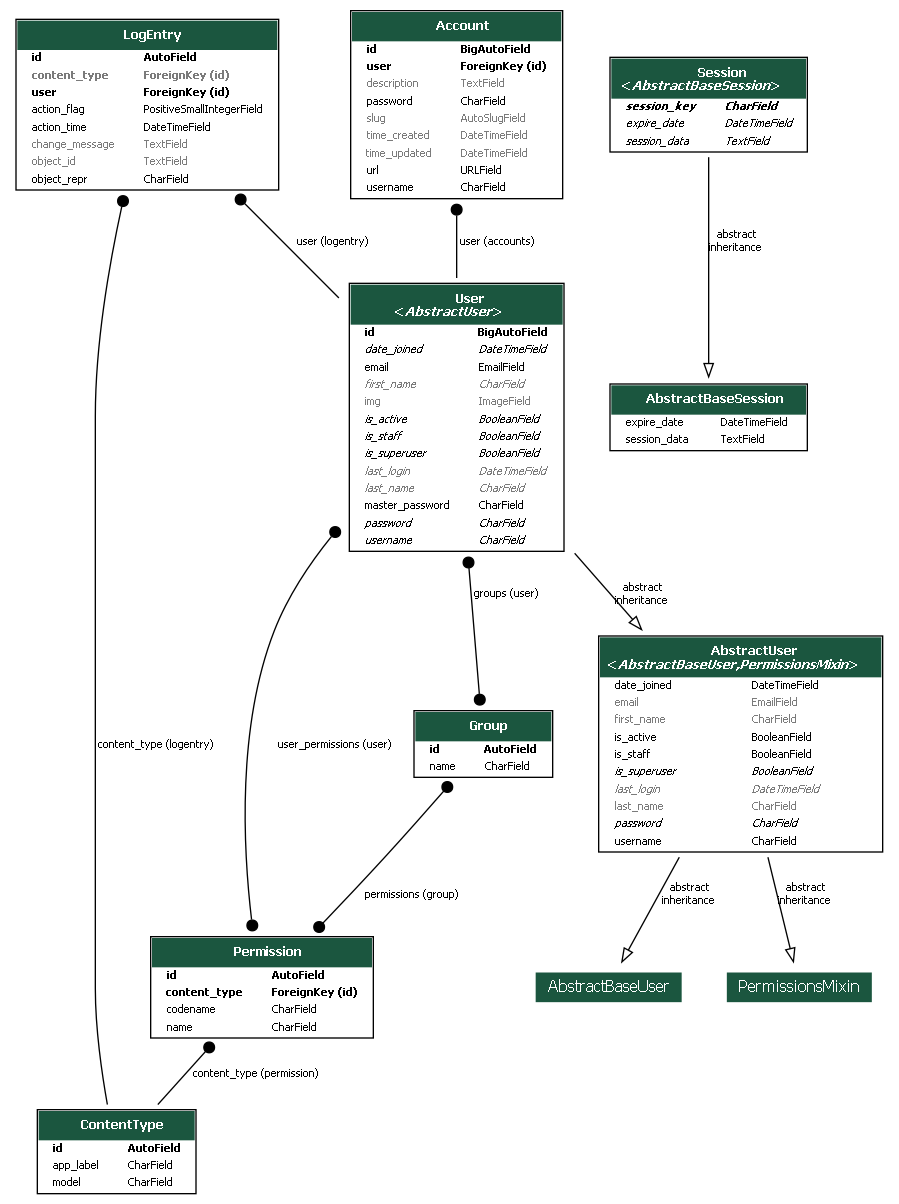 LogEntry
id AutoField
content_type ForeignKey (id)
user ForeignKey (id)
action_flag PositiveSmallIntegerField
action_time DateTimeField
change_message TextField
object_id TextField
object_repr CharField
Account
id BigAutoField
user ForeignKey (id)
description TextField
password CharField
slug AutoSlugField
time_created DateTimeField
time_updated DateTimeField
url URLField
username CharField
Session
<AbstractBaseSession>
session_key CharField
expire_date DateTimeField
session_data TextField
user (logentry)
user (accounts)
abstract
inheritance
User
<AbstractUser>
id BigAutoField
date_joined DateTimeField
email EmailField
first_name CharField
img ImageField
is_active BooleanField
is_staff BooleanField
is_superuser BooleanField
last_login DateTimeField
last_name CharField
master_password CharField
password CharField
username CharField
AbstractBaseSession
expire_date DateTimeField
session_data TextField
groups (user)
abstract
inheritance
AbstractUser
<AbstractBaseUser,PermissionsMixin>
date_joined DateTimeField
email EmailField
first_name CharField
is_active BooleanField
is_staff BooleanField
is_superuser BooleanField
last_login DateTimeField
last_name CharField
password CharField
username CharField
content_type (logentry)
user_permissions (user)
Group
id AutoField
name CharField
permissions (group)
abstract
inheritance
abstract
inheritance
AbstractBaseUser
PermissionsMixin
Permission
id AutoField
content_type ForeignKey (id)
codename CharField
name CharField
content_type (permission)
ContentType
id AutoField
app_label CharField
model CharField